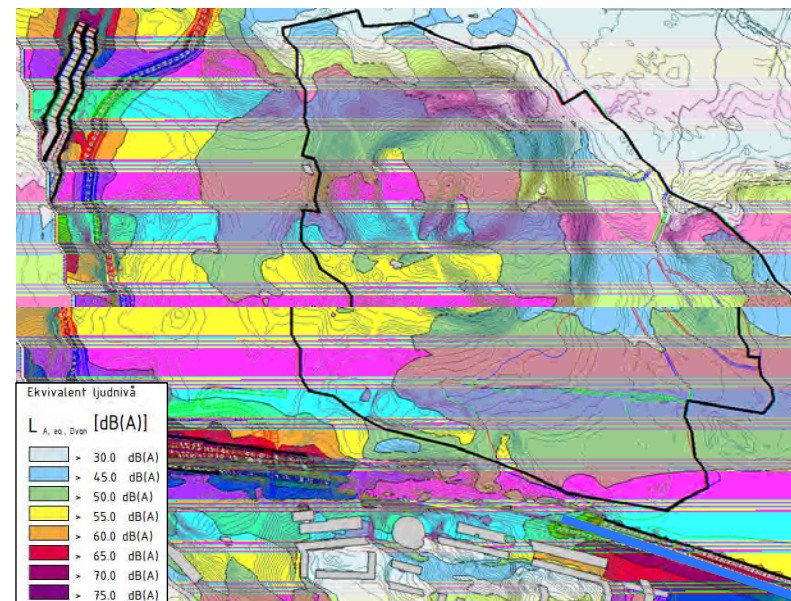 Ekvivalent ljudnivå
L A, eq, Dygn [dB(A)]
> 30.0 dB(A)
> 45.0 dB(A)
> 50.0 dB(A)
> 55.0 dB(A)
> 60.0 dB(A)
> 65.0 dB(A)
> 70.0 dB(A)
> 75.0 dB(A)